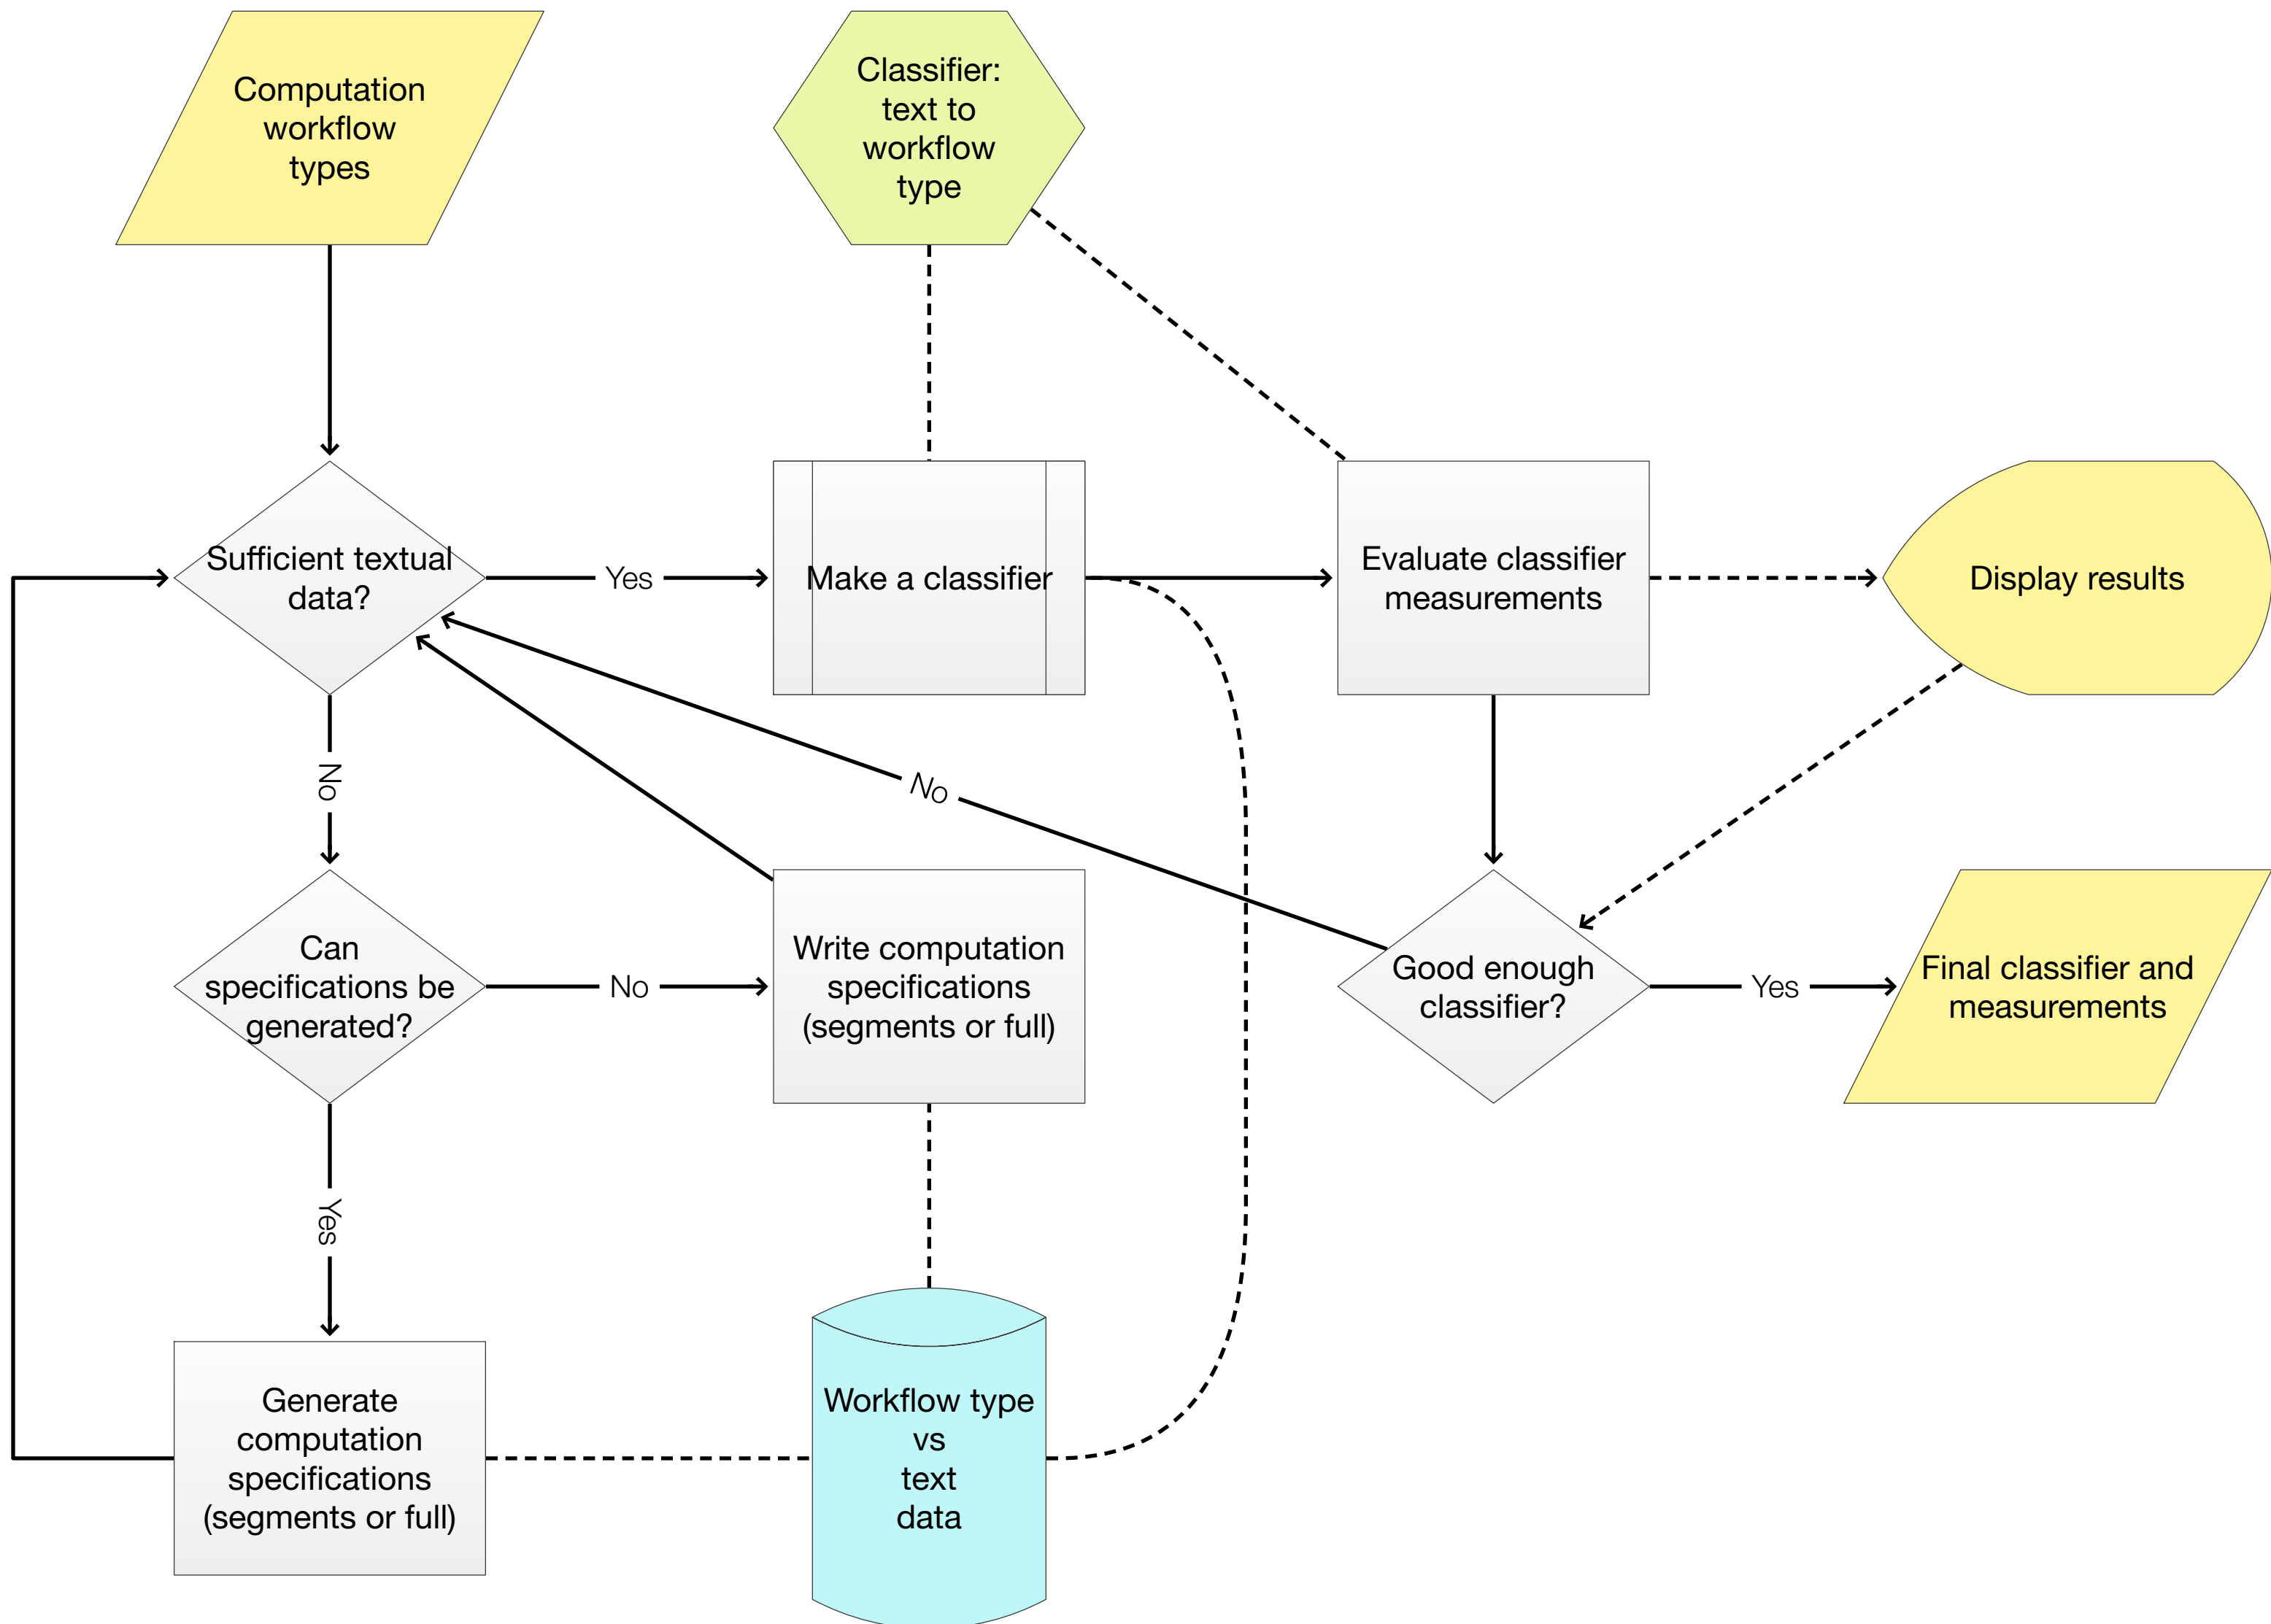 Computation
workflow
types
Classifier:
text to
workflow
type
Sufficient textual
data?
Yes
Make a classifier
Evaluate classifier
measurements
Display results
No
No
Can
specifications be
generated?
No
Write computation
specifications
(segments or full)
Good enough
classifier?
Yes
Final classifier and
measurements
Yes
Generate
computation
specifications
(segments or full)
Workflow type
vs
text
data